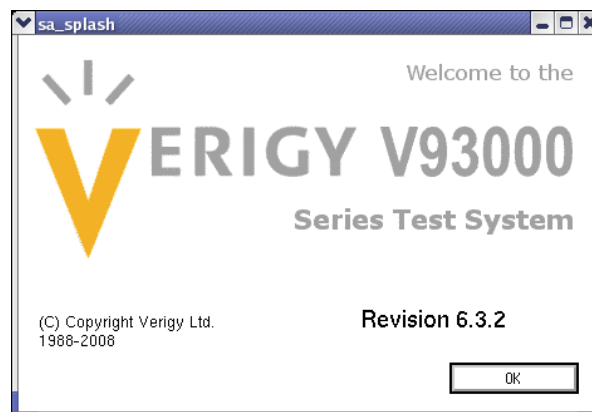 sa_splash
Welcome to the
VERIGY V93000
Series Test System
(C) Copyright Verigy Ltd.
1988-2008
Revision 6.3.2
OK